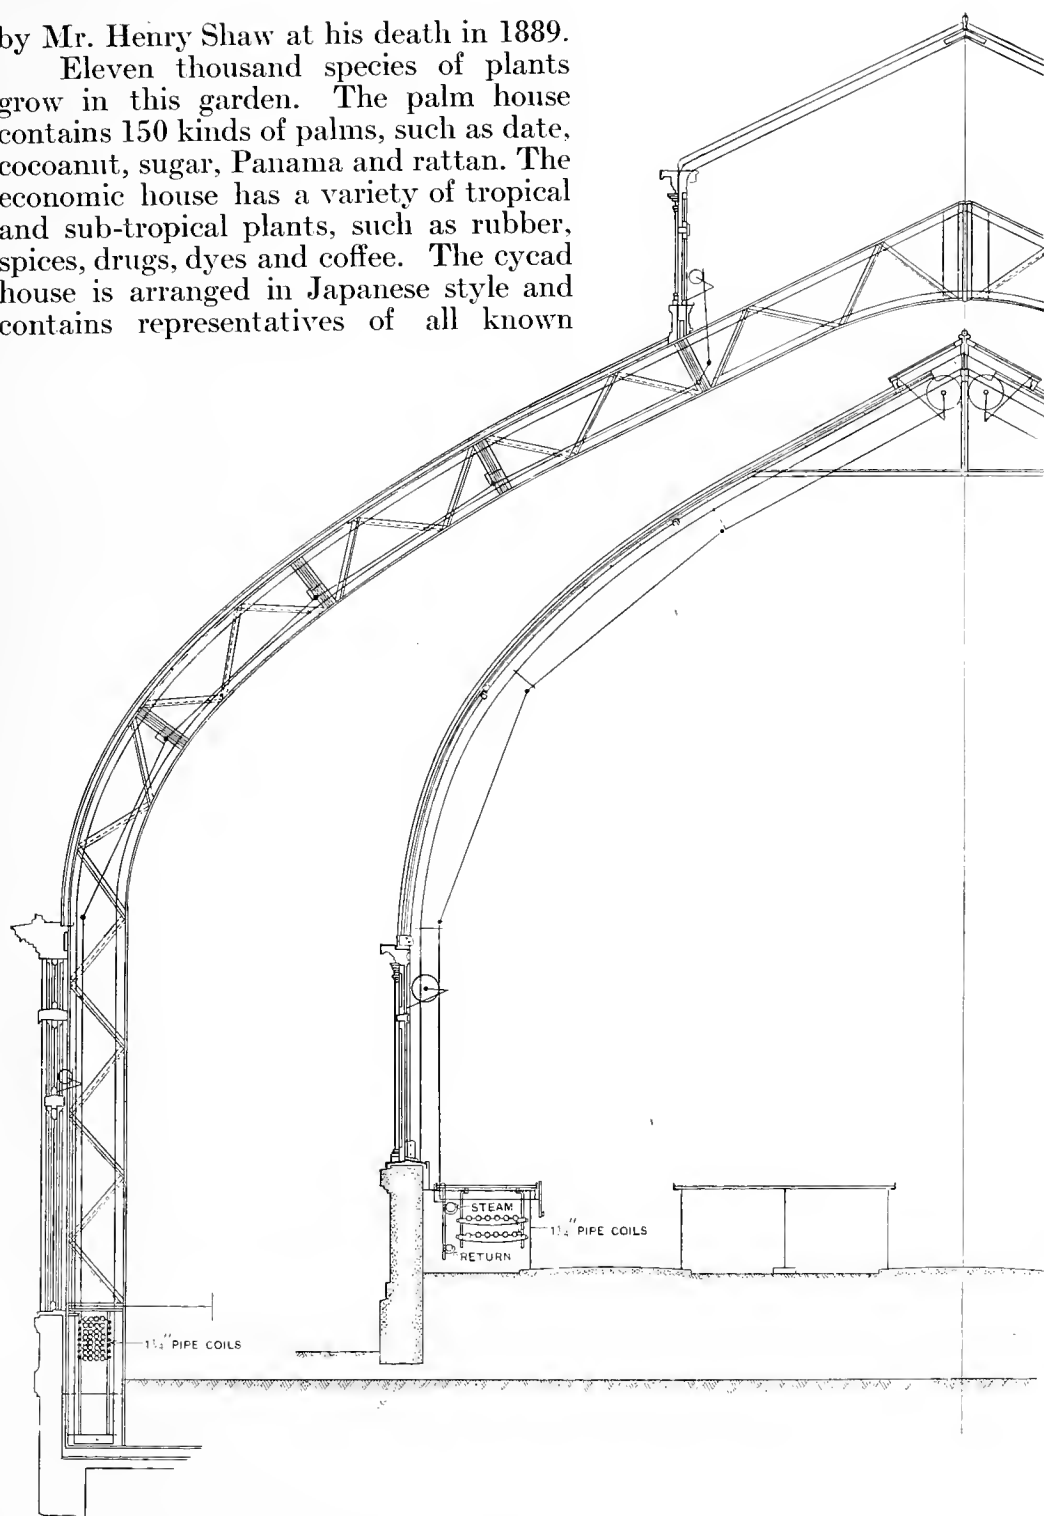 by Mr. Henry Shaw at his death in 1889.
Eleven thousand species of plants
grow in this garden. The palm house
contains 150 kinds of palms, such as date,
cocoanut, sugar, Panama and rattan. The
economic house has a variety of tropical
and sub-tropical plants, such as rubber,
spices, drugs, dyes and coffee. The cycad
house is arranged in Japanese style and
contains representatives of all known
STEAM
1¼" PIPE COILS
RETURN
1¼" PIPE COILS